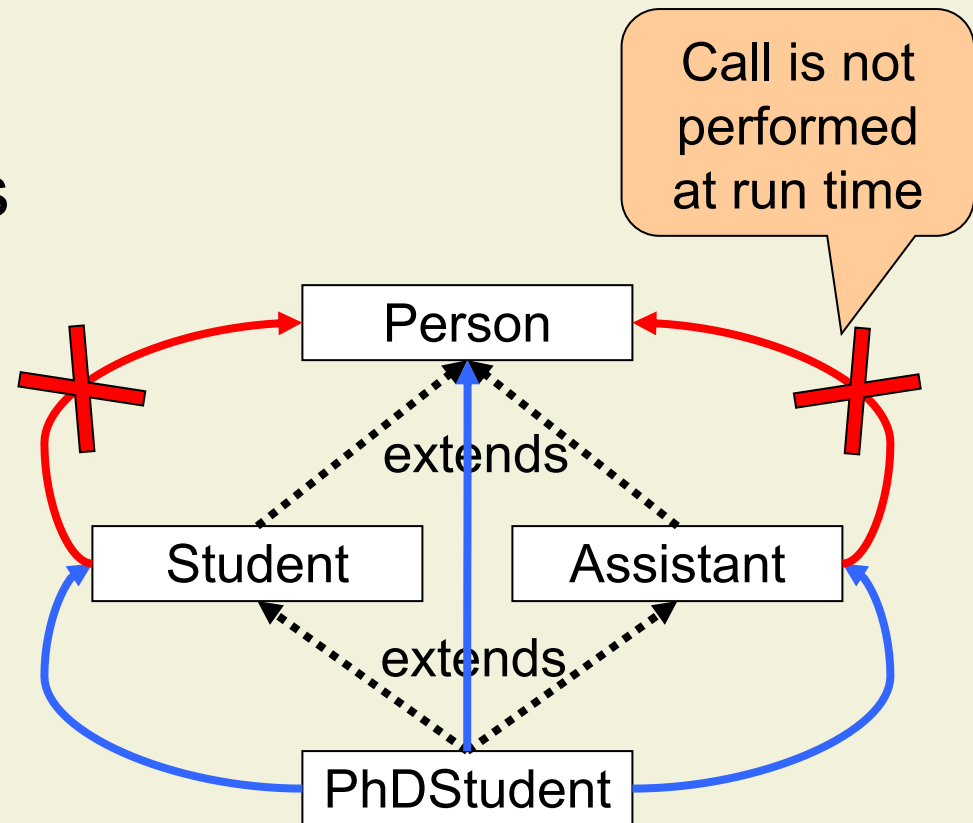 Call is not
performed
at run time
s
Person
extends
Student
Assistant
extends
PhDStudent